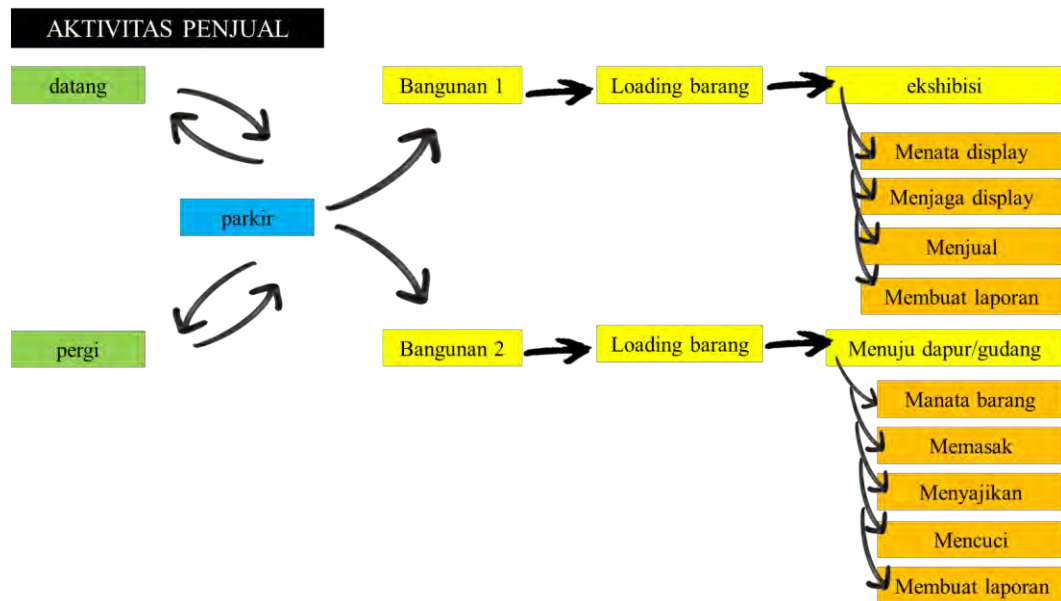 AKTIVITAS PENJUAL
datang
parkir
pergi
Bangunan 1
Loading barang
ekshibisi
Menata display
Menjaga display
Menjual
Membuat laporan
Bangunan 2
Loading barang
Menuju dapur/gudang
Manata barang
Memasak
Menyajikan
Mencuci
Membuat laporan